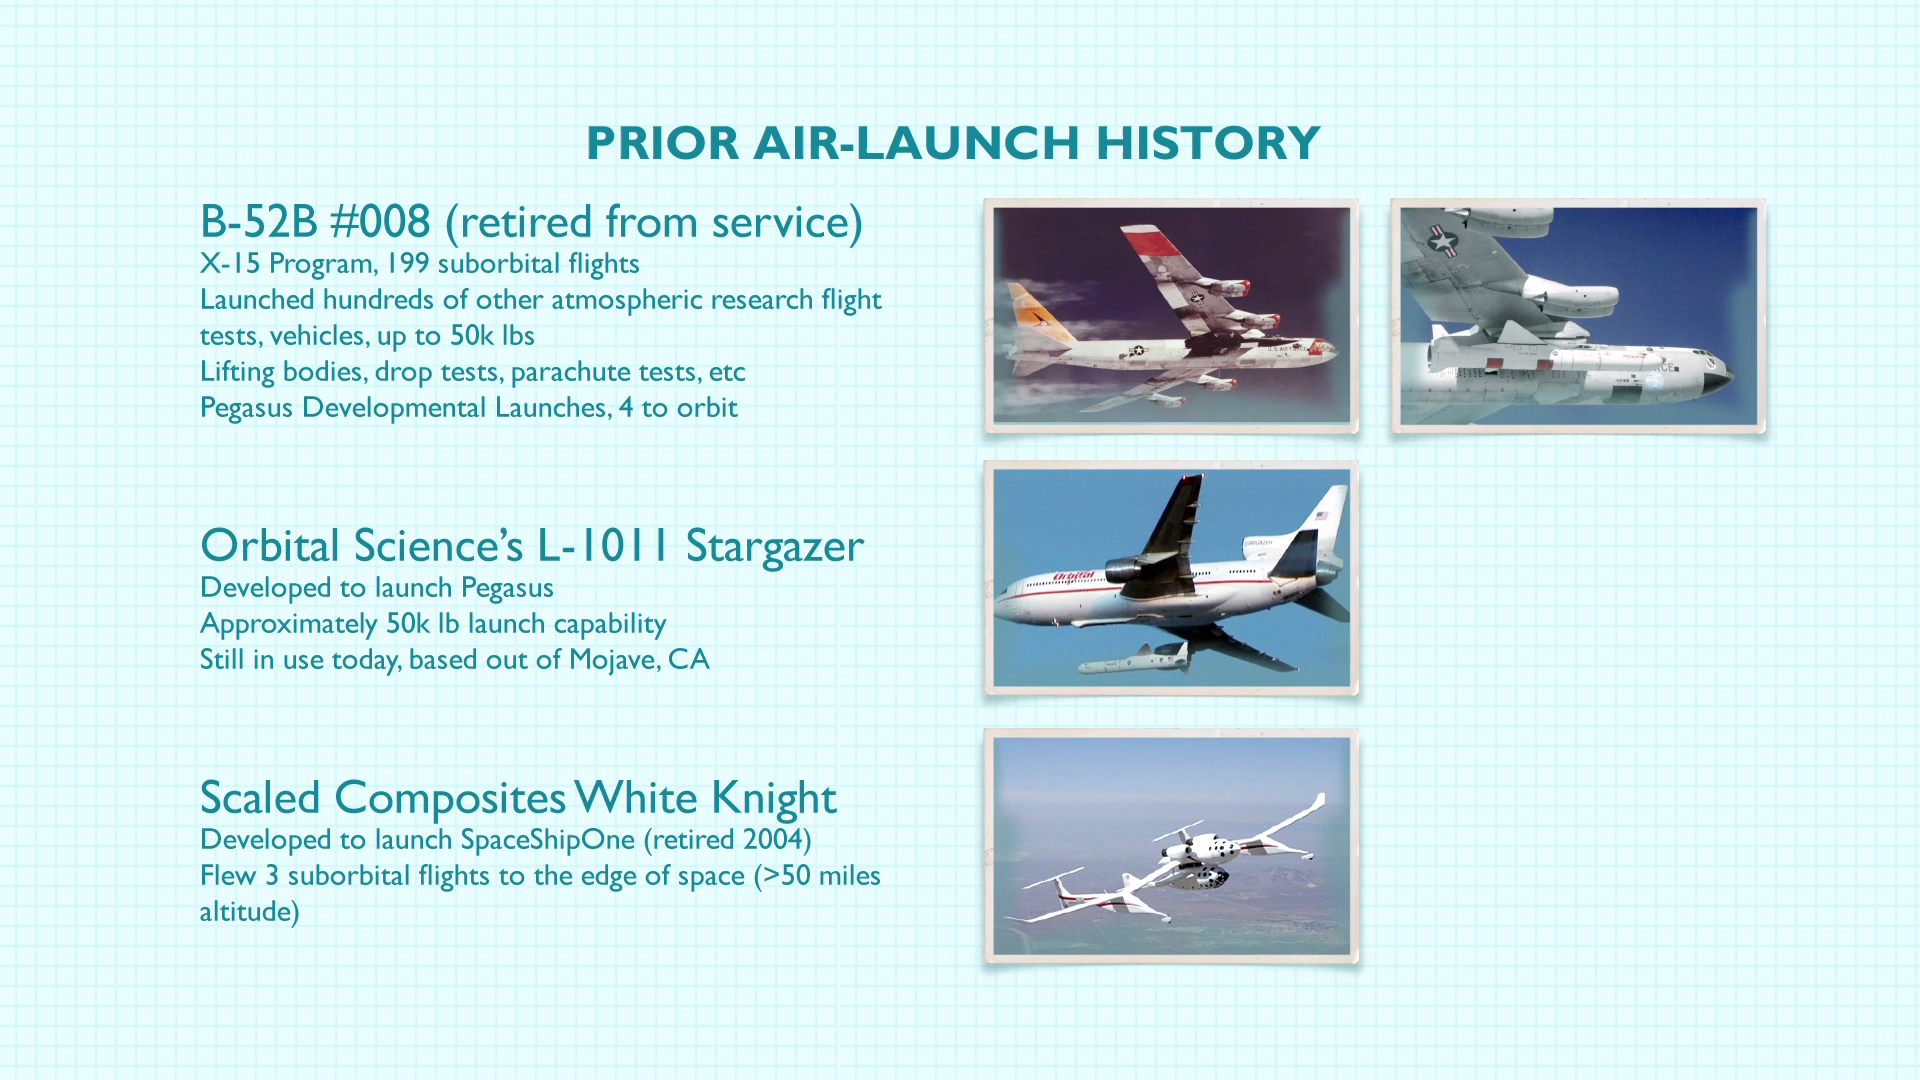 PRIOR AIR-LAUNCH HISTORY
B-52B #008 (retired from service)
X-15 Program, 199 suborbital flights
Launched hundreds of other atmospheric research flight
tests, vehicles, up to 50k lbs
Lifting bodies, drop tests, parachute tests, etc
Pegasus Developmental Launches, 4 to orbit
Orbital Science’s L-1011 Stargazer
Developed to launch Pegasus
Approximately 50k lb launch capability
Still in use today, based out of Mojave, CA
Scaled Composites White Knight
Developed to launch SpaceShipOne (retired 2004)
Flew 3 suborbital flights to the edge of space (>50 miles
altitude)
U.S. AIR FORCE
Orbital
STARGAZER